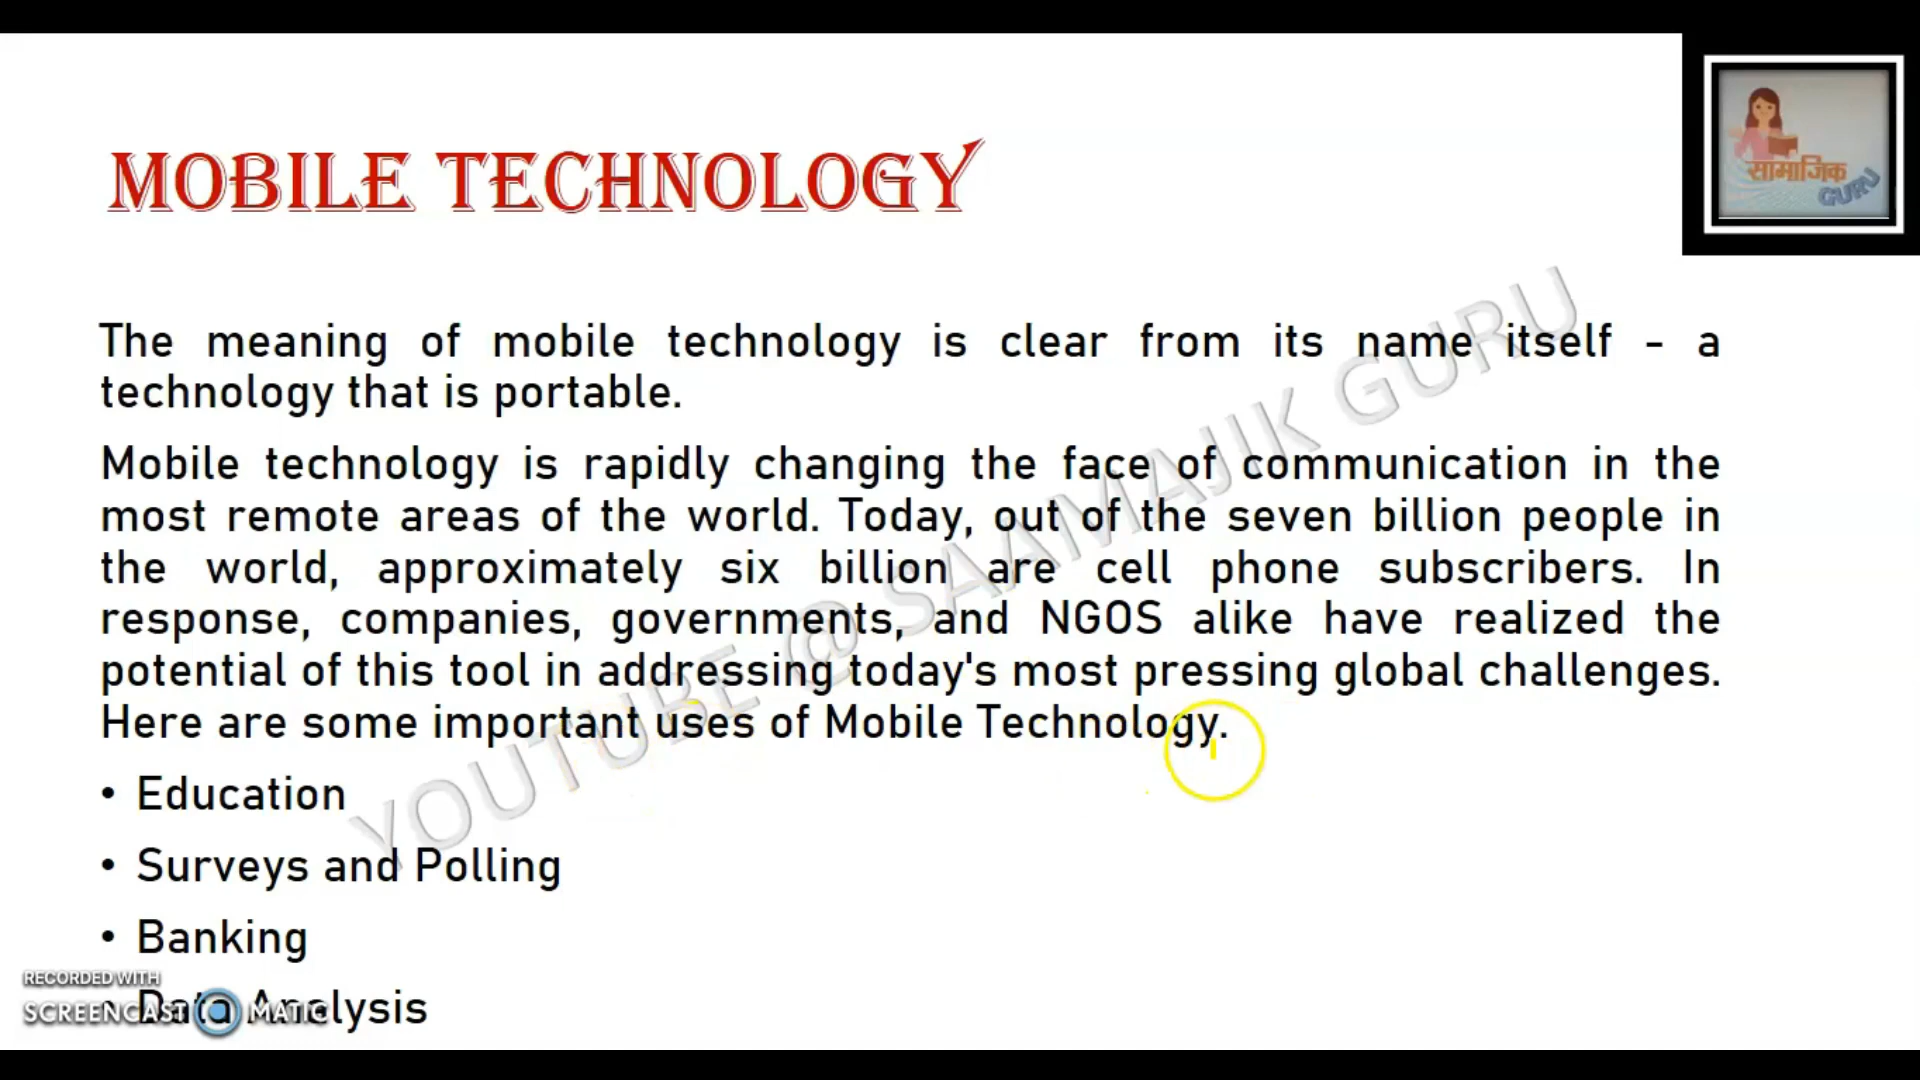 MOBILE TECHNOLOGY
सामाजिक
GURU
The meaning of mobile technology is clear from its name itself - a
technology that is portable.
Mobile technology is rapidly changing the face of communication in the
most remote areas of the world. Today, out of the seven billion people in
the world, approximately six billion are cell phone subscribers. In
response, companies, governments, and NGOS alike have realized the
potential of this tool in addressing today's most pressing global challenges.
Here are some important uses of Mobile Technology.
• Education
• Surveys and Polling
• Banking
• Data Analysis
YOUTUBE @ SAAMAJIK GURU
RECORDED WITH
SCREENCAST MATIC